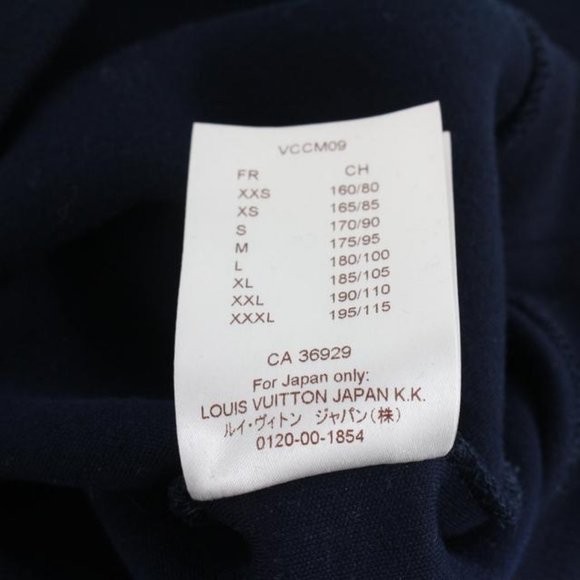 VCCM09
FR CH
XXS 160/80
XS 165/85
S 170/90
M 175/95
L 180/100
XL 185/105
XXL 190/110
XXXL 195/115
CA 36929
For Japan only:
LOUIS VUITTON JAPAN K.K.
ルイ・ヴィトン ジャパン(株)
0120-00-1854